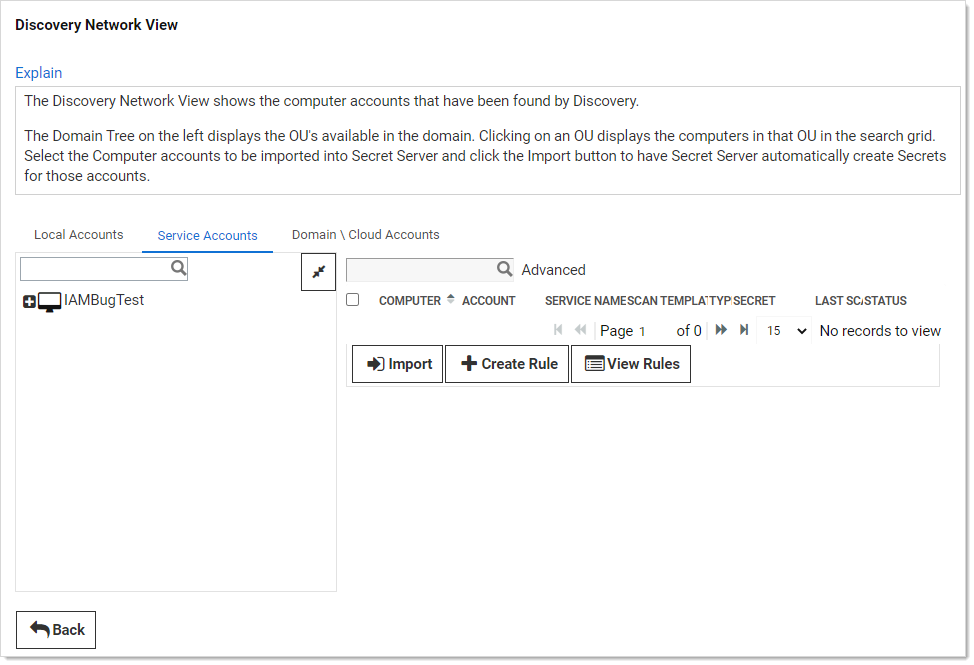 Discovery Network View
Explain
The Discovery Network View shows the computer accounts that have been found by Discovery.
The Domain Tree on the left displays the OU's available in the domain. Clicking on an OU displays the computers in that OU in the search grid.
Select the Computer accounts to be imported into Secret Server and click the Import button to have Secret Server automatically create Secrets
for those accounts.
Local Accounts Service Accounts Domain \ Cloud Accounts
Advanced
IAMBugTest
COMPUTER ACCOUNT SERVICE NAME SCAN TEMPLAT TYP SECRET LAST SCA STATUS
Page 1 of 0 15 No records to view
Import Create Rule View Rules
Back